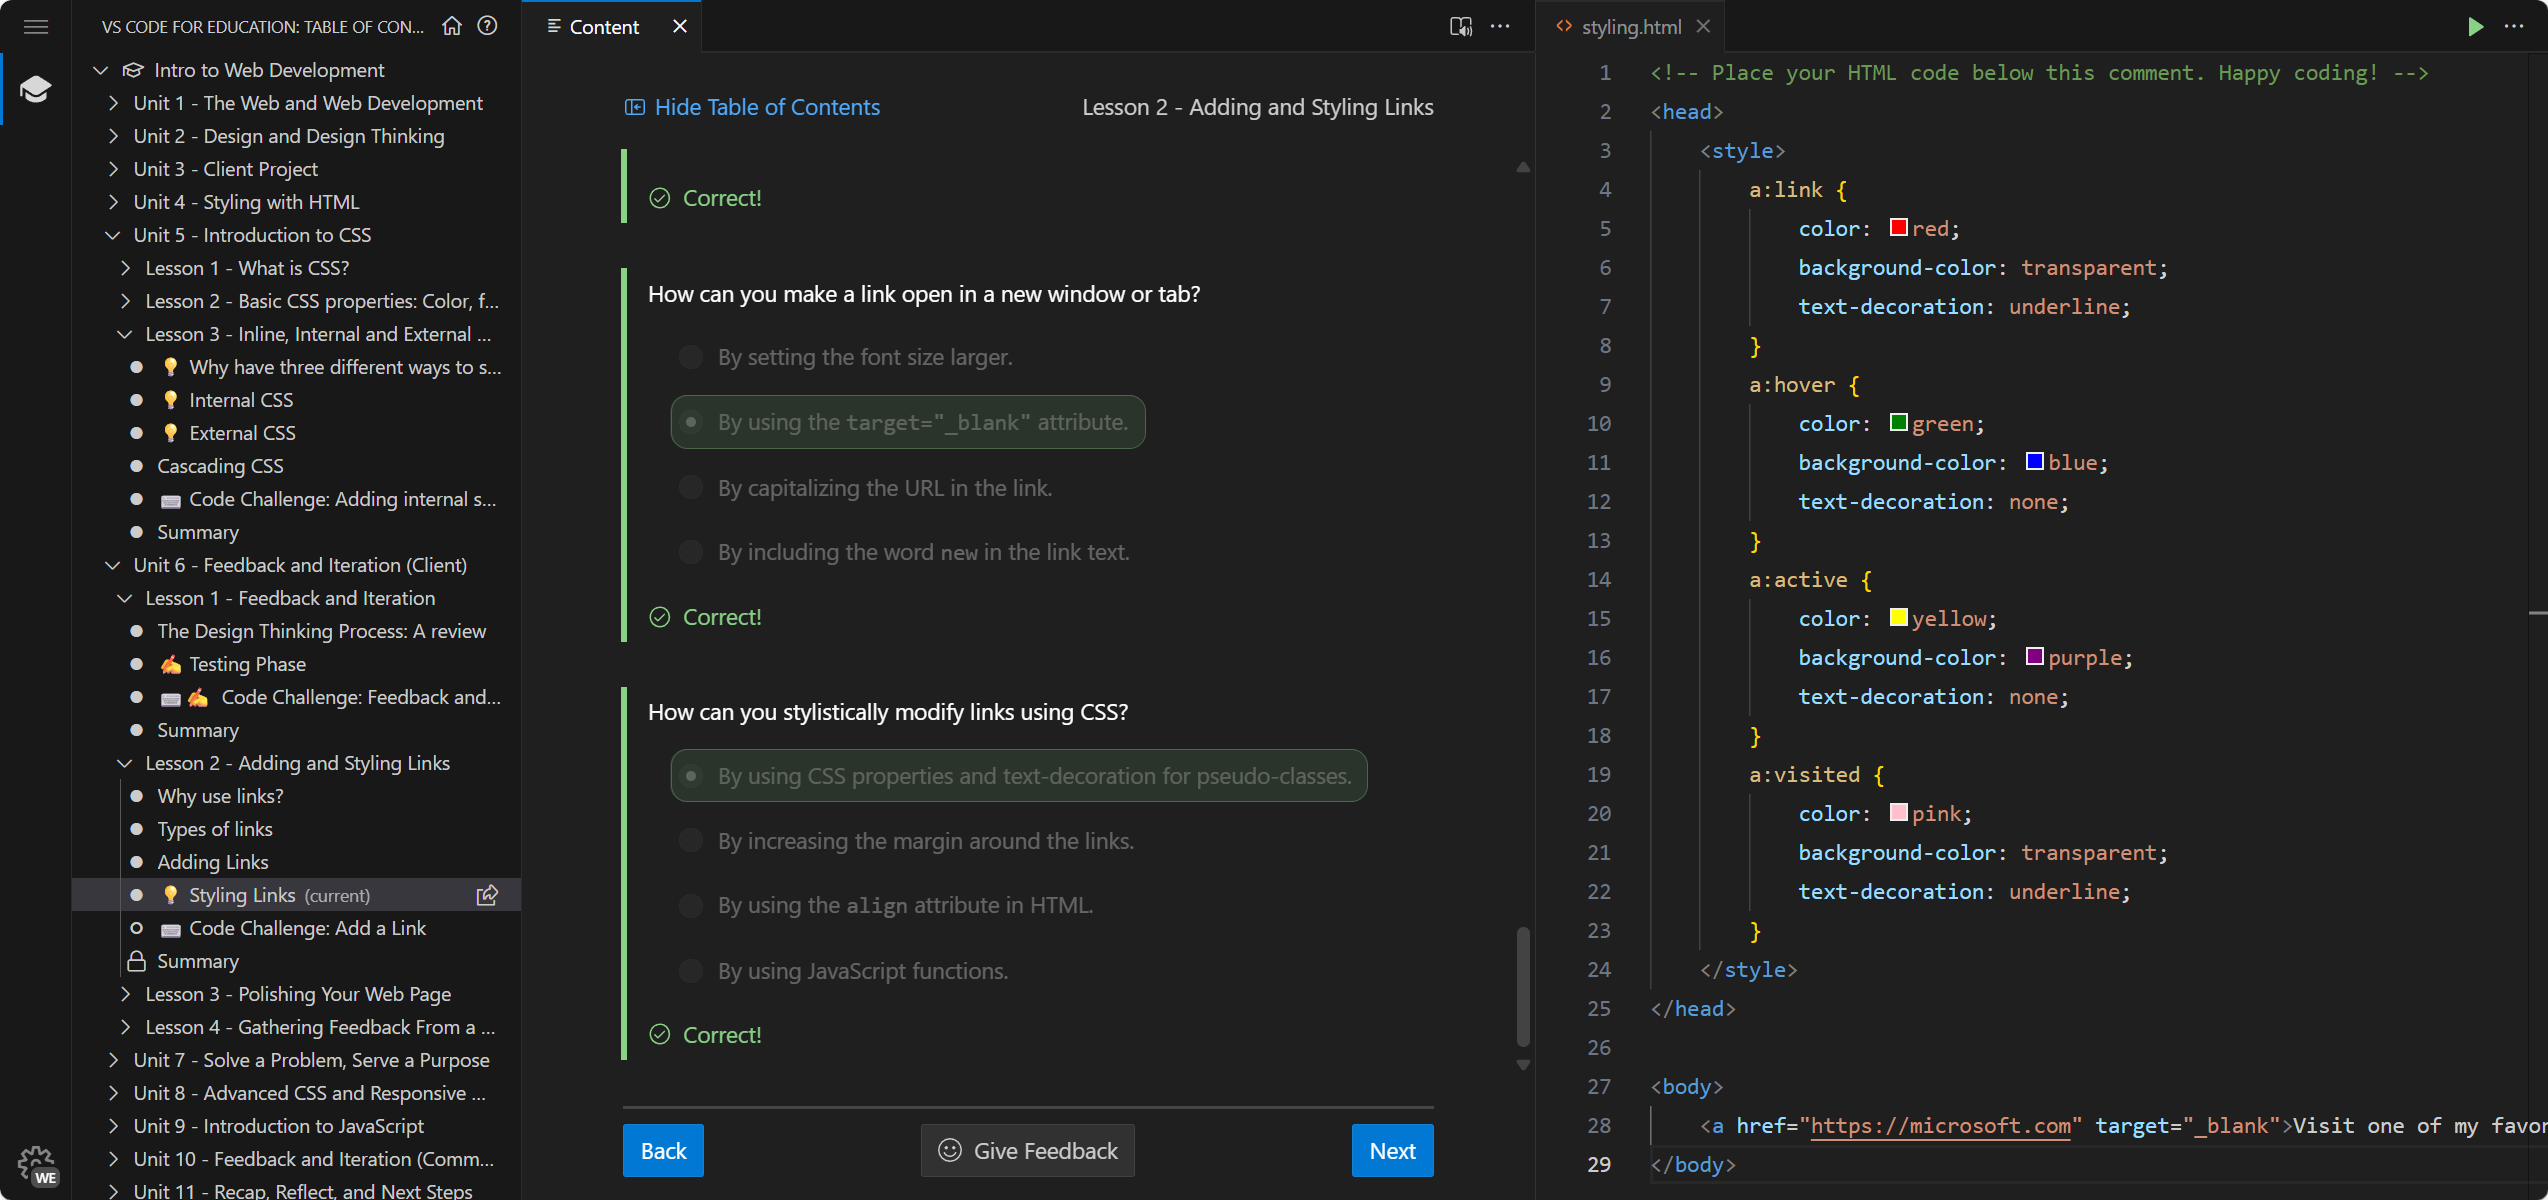 VS CODE FOR EDUCATION: TABLE OF CON...
Intro to Web Development
Unit 1 - The Web and Web Development
Unit 2 - Design and Design Thinking
Unit 3 - Client Project
Unit 4 - Styling with HTML
Unit 5 - Introduction to CSS
Lesson 1 - What is CSS?
Lesson 2 - Basic CSS properties: Color, f...
Lesson 3 - Inline, Internal and External ...
Why have three different ways to s...
Internal CSS
External CSS
Cascading CSS
Code Challenge: Adding internal s...
Summary
Unit 6 - Feedback and Iteration (Client)
Lesson 1 - Feedback and Iteration
The Design Thinking Process: A review
Testing Phase
Code Challenge: Feedback and...
Summary
Lesson 2 - Adding and Styling Links
Why use links?
Types of links
Adding Links
Styling Links (current)
Code Challenge: Add a Link
Summary
Lesson 3 - Polishing Your Web Page
Lesson 4 - Gathering Feedback From a ...
Unit 7 - Solve a Problem, Serve a Purpose
Unit 8 - Advanced CSS and Responsive ...
Unit 9 - Introduction to JavaScript
Unit 10 - Feedback and Iteration (Comm...
Unit 11 - Recap, Reflect, and Next Steps
WE
Content
Hide Table of Contents
Lesson 2 - Adding and Styling Links
Correct!
How can you make a link open in a new window or tab?
By setting the font size larger.
By using the target="_blank" attribute.
By capitalizing the URL in the link.
By including the word new in the link text.
Correct!
How can you stylistically modify links using CSS?
By using CSS properties and text-decoration for pseudo-classes.
By increasing the margin around the links.
By using the align attribute in HTML.
By using JavaScript functions.
Correct!
Back
Give Feedback
Next
styling.html
1 <!-- Place your HTML code below this comment. Happy coding! -->
2 <head>
3 <style>
4 a:link {
5 color: red;
6 background-color: transparent;
7 text-decoration: underline;
8 }
9 a:hover {
10 color: green;
11 background-color: blue;
12 text-decoration: none;
13 }
14 a:active {
15 color: yellow;
16 background-color: purple;
17 text-decoration: none;
18 }
19 a:visited {
20 color: pink;
21 background-color: transparent;
22 text-decoration: underline;
23 }
24 </style>
25 </head>
26
27 <body>
28 <a href="https://microsoft.com" target="_blank">Visit one of my favor
29 </body>